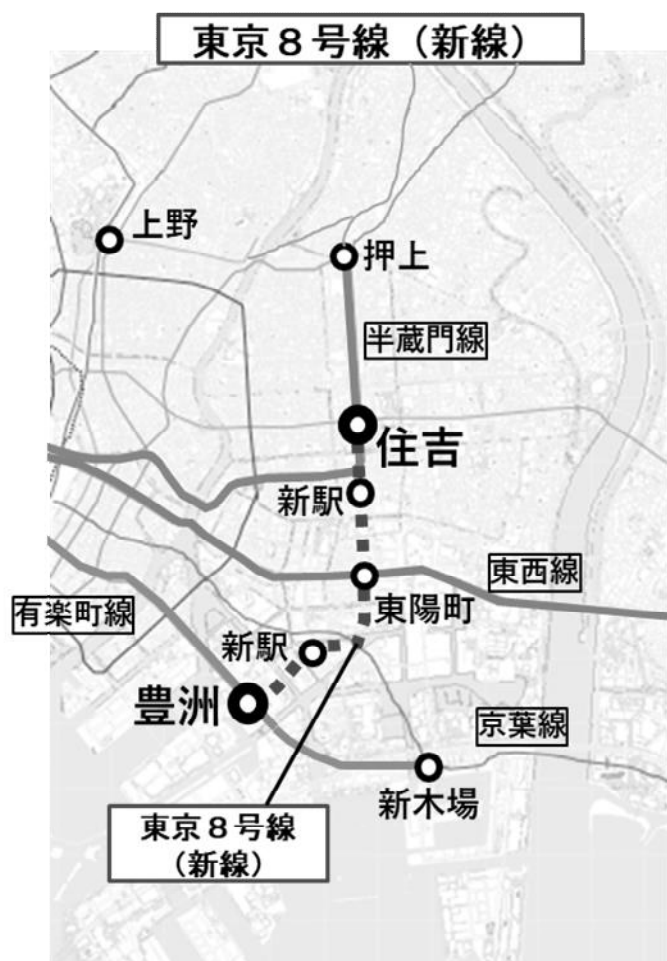 東京８号線（新線）
上野
押上
半蔵門線
住吉
新駅
東西線
東陽町
有楽町線
新駅
豊洲
京葉線
新木場
東京８号線
（新線）